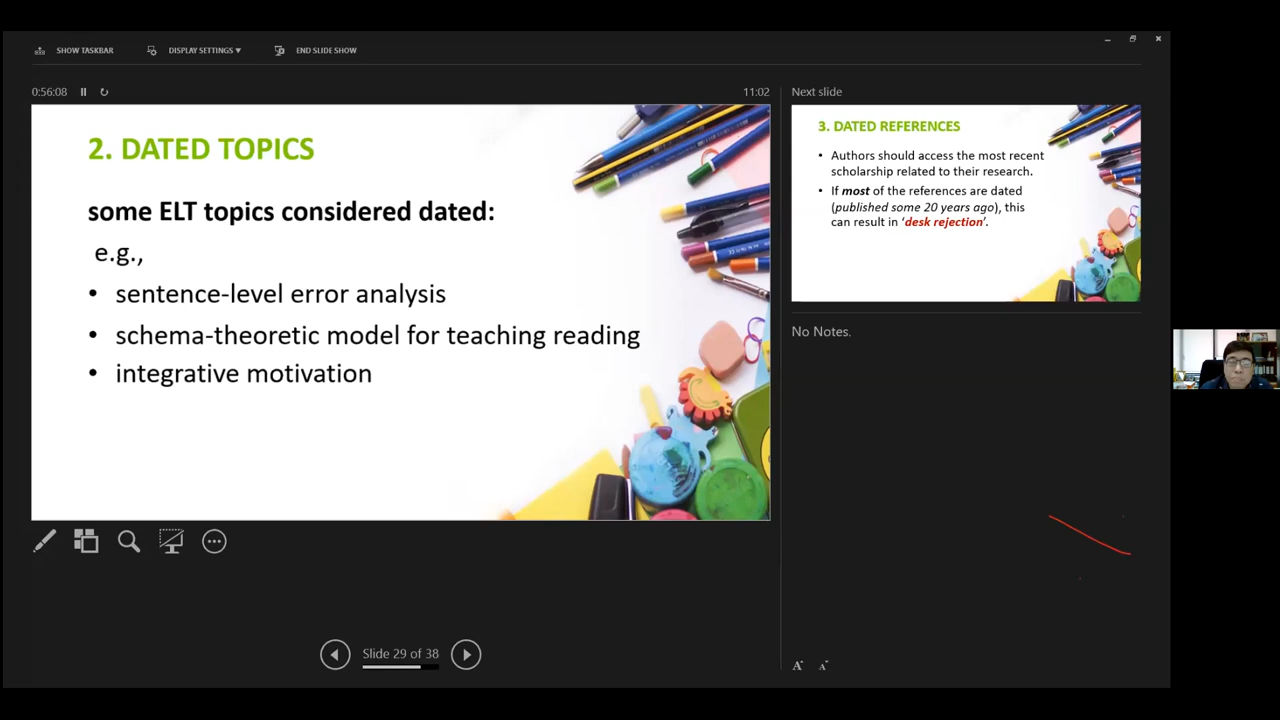 SHOW TASKBAR
DISPLAY SETTINGS ▼
END SLIDE SHOW
0:56:08
11:02
Next slide
2. DATED TOPICS
some ELT topics considered dated:
e.g.,
• sentence-level error analysis
• schema-theoretic model for teaching reading
• integrative motivation
3. DATED REFERENCES
• Authors should access the most recent
scholarship related to their research.
• If most of the references are dated
(published some 20 years ago), this
can result in ‘desk rejection’.
No Notes.
Slide 29 of 38
A A